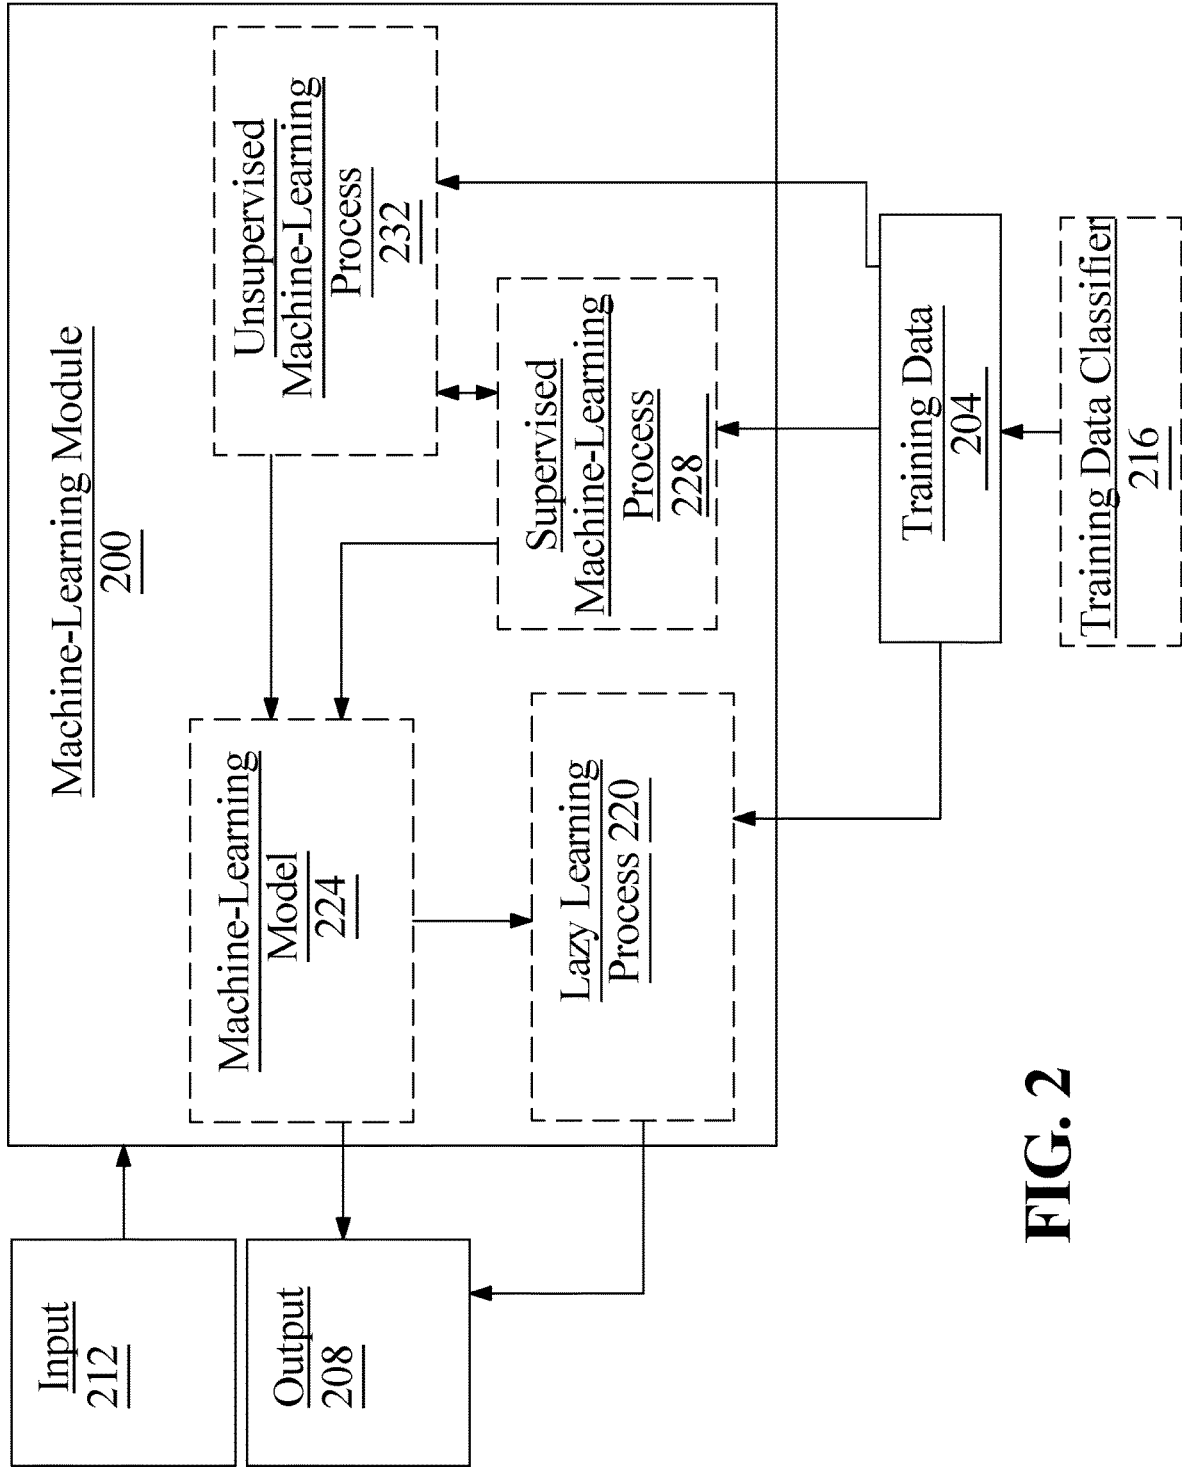 Machine-Learning Module
200
Input
212
Output
208
Machine-Learning
Model
224
Unsupervised
Machine-Learning
Process
232
Lazy Learning
Process 220
Supervised
Machine-Learning
Process
228
Training Data
204
Training Data Classifier
216
FIG. 2